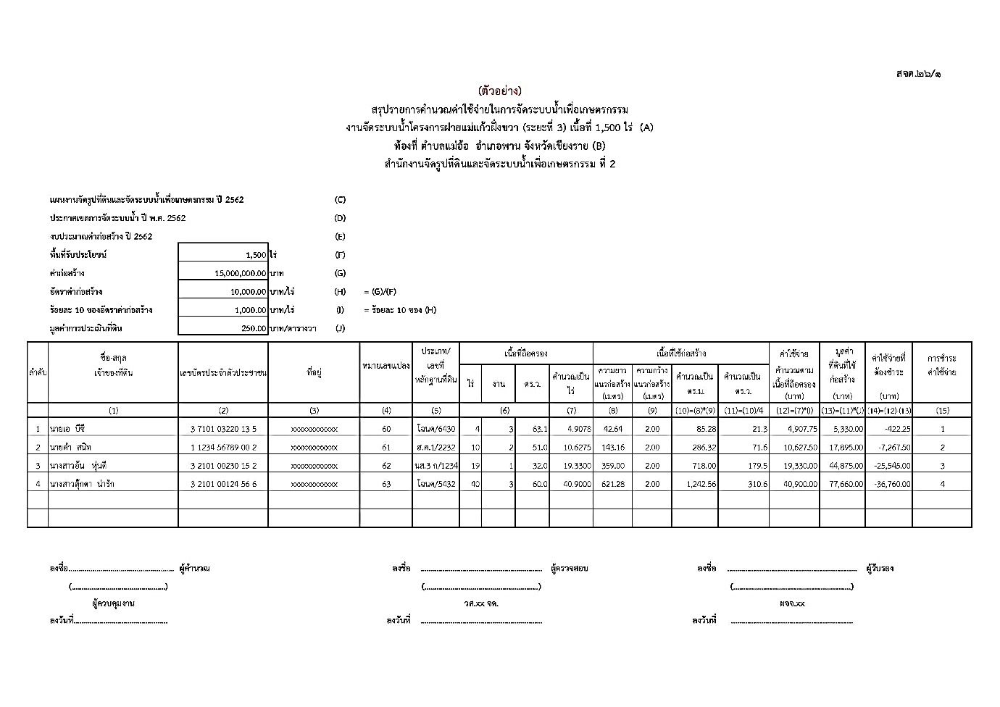 สจด.๒๖/๑
(ตัวอย่าง)
สรุปรายการคำนวณค่าใช้จ่ายในการจัดระบบน้ำเพื่อเกษตรกรรม
งานจัดระบบน้ำโครงการฝายแม่แก้วฝั่งขวา (ระยะที่ 3) เนื้อที่ 1,500 ไร่ (A)
ท้องที่ ตำบลแม่อ้อ อำเภอพาน จังหวัดเชียงราย (B)
สำนักงานจัดรูปที่ดินและจัดระบบน้ำเพื่อเกษตรกรรม ที่ 2
แผนงานจัดรูปที่ดินและจัดระบบน้ำเพื่อเกษตรกรรม ปี 2562 (C)
ประกาศเขตการจัดระบบน้ำ ปี พ.ศ. 2562 (D)
งบประมาณค่าก่อสร้าง ปี 2562 (E)
พื้นที่รับประโยชน์ 1,500 ไร่ (F)
ค่าก่อสร้าง 15,000,000.00 บาท (G)
อัตราค่าก่อสร้าง 10,000.00 บาท/ไร่ (H) = (G)/(F)
ร้อยละ 10 ของอัตราค่าก่อสร้าง 1,000.00 บาท/ไร่ (I) = ร้อยละ 10 ของ (H)
มูลค่าการประเมินที่ดิน 250.00 บาท/ตารางวา (J)
ลำดับ ชื่อ-สกุล เจ้าของที่ดิน เลขบัตรประจำตัวประชาชน ที่อยู่ หมายเลขแปลง ประเภท/ เลขที่ หลักฐานที่ดิน เนื้อที่ถือครอง เนื้อที่ใช้ก่อสร้าง ค่าใช้จ่าย คำนวณตาม เนื้อที่ถือครอง (บาท) มูลค่า ที่ดินที่ใช้ ก่อสร้าง (บาท) ค่าใช้จ่ายที่ ต้องชำระ (บาท) การชำระ ค่าใช้จ่าย
ไร่ งาน ตร.ว. คำนวณเป็น ไร่ ความยาว แนวก่อสร้าง (เมตร) ความกว้าง แนวก่อสร้าง (เมตร) คำนวณเป็น ตร.ม. คำนวณเป็น ตร.ว.
(1) (2) (3) (4) (5) (6) (7) (8) (9) (10)=(8)*(9) (11)=(10)/4 (12)=(7)*(I) (13)=(11)*(J) (14)=(12)-(13) (15)
1 นายเอ บีซี 3 7101 03220 13 5 xxxxxxxxxxx 60 โฉนด/6430 4 3 63.1 4.9078 42.64 2.00 85.28 21.3 4,907.75 5,330.00 -422.25 1
2 นายดำ สนิท 1 1234 56789 00 2 xxxxxxxxxxx 61 ส.ค.1/2232 10 2 51.0 10.6275 143.16 2.00 286.32 71.6 10,627.50 17,895.00 -7,267.50 2
3 นางสาวอ้น หุ่นดี 3 2101 00230 15 2 xxxxxxxxxxx 62 นส.3 ก/1234 19 1 32.0 19.3300 359.00 2.00 718.00 179.5 19,330.00 44,875.00 -25,545.00 3
4 นางสาวตุ๊กตา น่ารัก 3 2101 00124 56 6 xxxxxxxxxxx 63 โฉนด/5432 40 3 60.0 40.9000 621.28 2.00 1,242.56 310.6 40,900.00 77,660.00 -36,760.00 4
ลงชื่อ........................................ ผู้คำนวณ ลงชื่อ ........................................ ผู้ตรวจสอบ ลงชื่อ ........................................ ผู้รับรอง
(........................................) (........................................) (........................................)
ผู้ควบคุมงาน วศ.xx จด. ผจจ.xx
ลงวันที่........................................ ลงวันที่ ........................................ ลงวันที่ ........................................